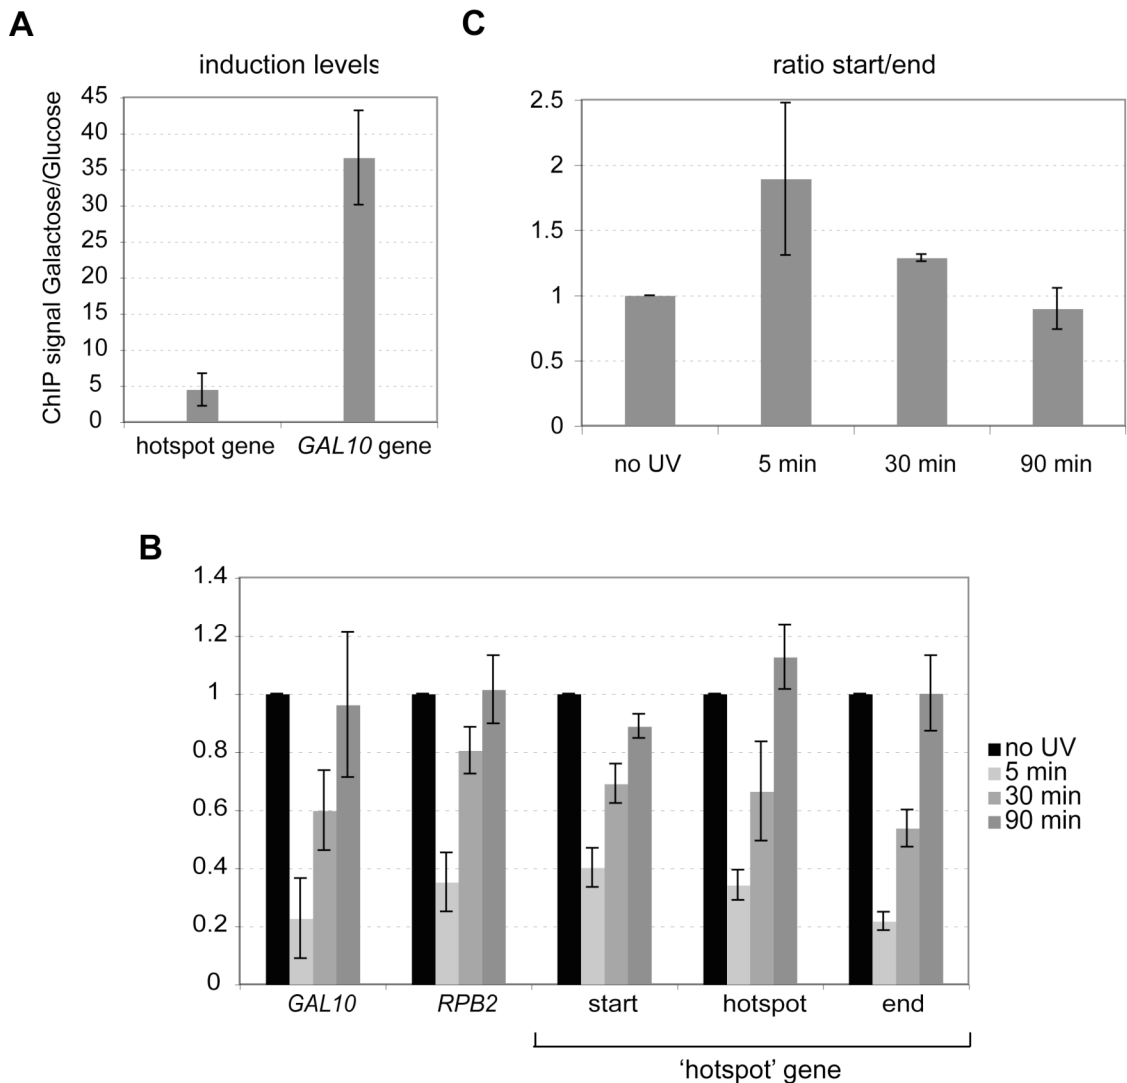 A
induction levels
ChIP signal Galactose/Glucose
45
40
35
30
25
20
15
10
5
0
hotspot gene GAL10 gene
C
ratio start/end
2.5
2
1.5
1
0.5
0
no UV 5 min 30 min 90 min
B
1.4
1.2
1
0.8
0.6
0.4
0.2
0
GAL10 RPB2 start hotspot end
‘hotspot’ gene
no UV
5 min
30 min
90 min